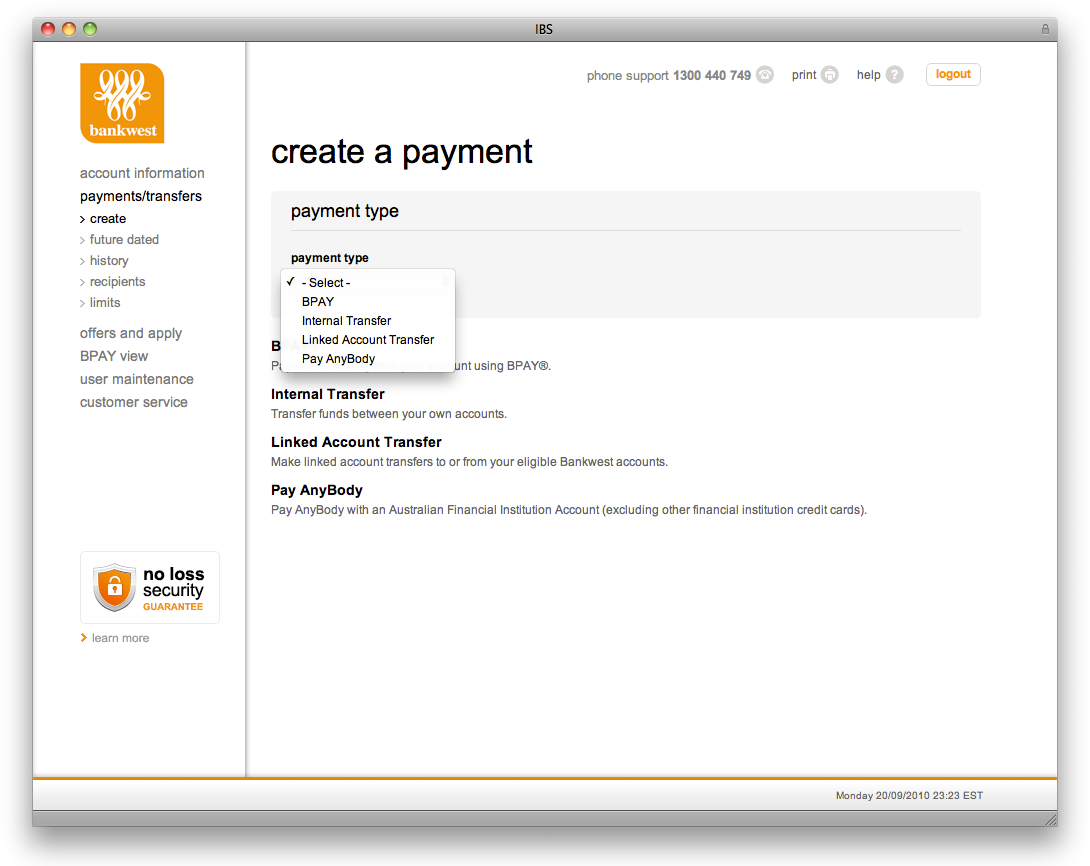 IBS
bankwest
phone support 1300 440 749
print
help ?
logout
account information
payments/transfers
> create
> future dated
> history
> recipients
> limits
offers and apply
BPAY view
user maintenance
customer service
no loss
security
GUARANTEE
> learn more
create a payment
payment type
payment type
✓ - Select -
BPAY
Internal Transfer
Linked Account Transfer
Pay AnyBody
unt using BPAY®.
Internal Transfer
Transfer funds between your own accounts.
Linked Account Transfer
Make linked account transfers to or from your eligible Bankwest accounts.
Pay AnyBody
Pay AnyBody with an Australian Financial Institution Account (excluding other financial institution credit cards).
Monday 20/09/2010 23:23 EST